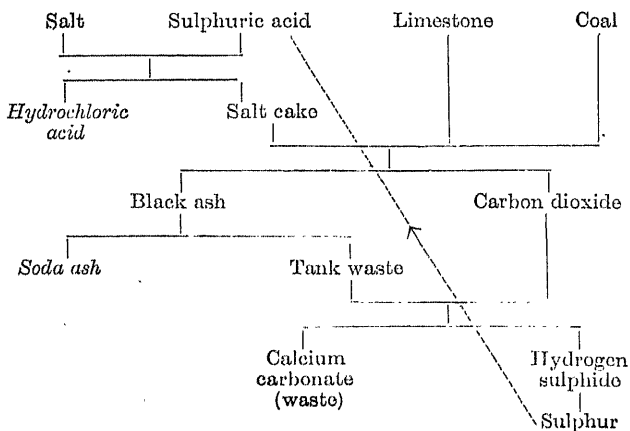 Salt Sulphuric acid Limestone Coal
Hydrochloric
acid
Salt cake
Black ash Carbon dioxide
Soda ash Tank waste
Calcium
carbonate
(waste)
Hydrogen
sulphide
Sulphur